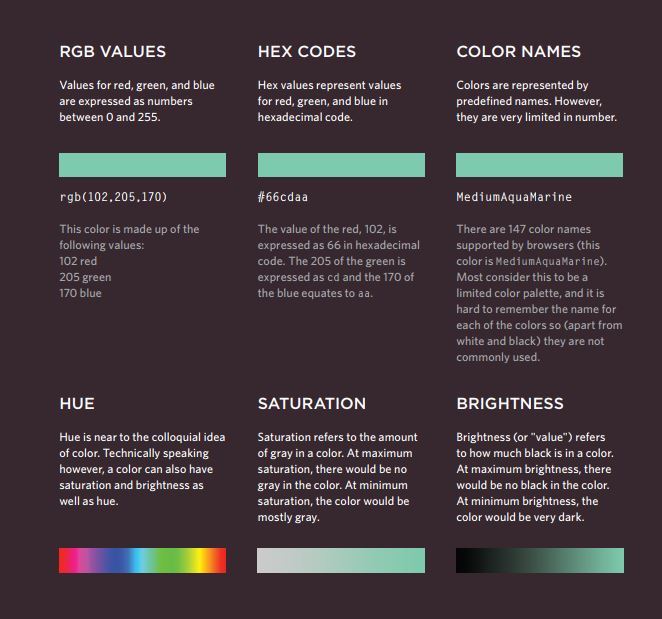 RGB VALUES
Values for red, green, and blue
are expressed as numbers
between 0 and 255.
rgb(102,205,170)
This color is made up of the
following values:
102 red
205 green
170 blue
HEX CODES
Hex values represent values
for red, green, and blue in
hexadecimal code.
#66cdaa
The value of the red, 102, is
expressed as 66 in hexadecimal
code. The 205 of the green is
expressed as cd and the 170 of
the blue equates to aa.
COLOR NAMES
Colors are represented by
predefined names. However,
they are very limited in number.
MediumAquaMarine
There are 147 color names
supported by browsers (this
color is MediumAquaMarine).
Most consider this to be a
limited color palette, and it is
hard to remember the name for
each of the colors so (apart from
white and black) they are not
commonly used.
HUE
Hue is near to the colloquial idea
of color. Technically speaking
however, a color can also have
saturation and brightness as
well as hue.
SATURATION
Saturation refers to the amount
of gray in a color. At maximum
saturation, there would be no
gray in the color. At minimum
saturation, the color would be
mostly gray.
BRIGHTNESS
Brightness (or "value") refers
to how much black is in a color.
At maximum brightness, there
would be no black in the color.
At minimum brightness, the
color would be very dark.